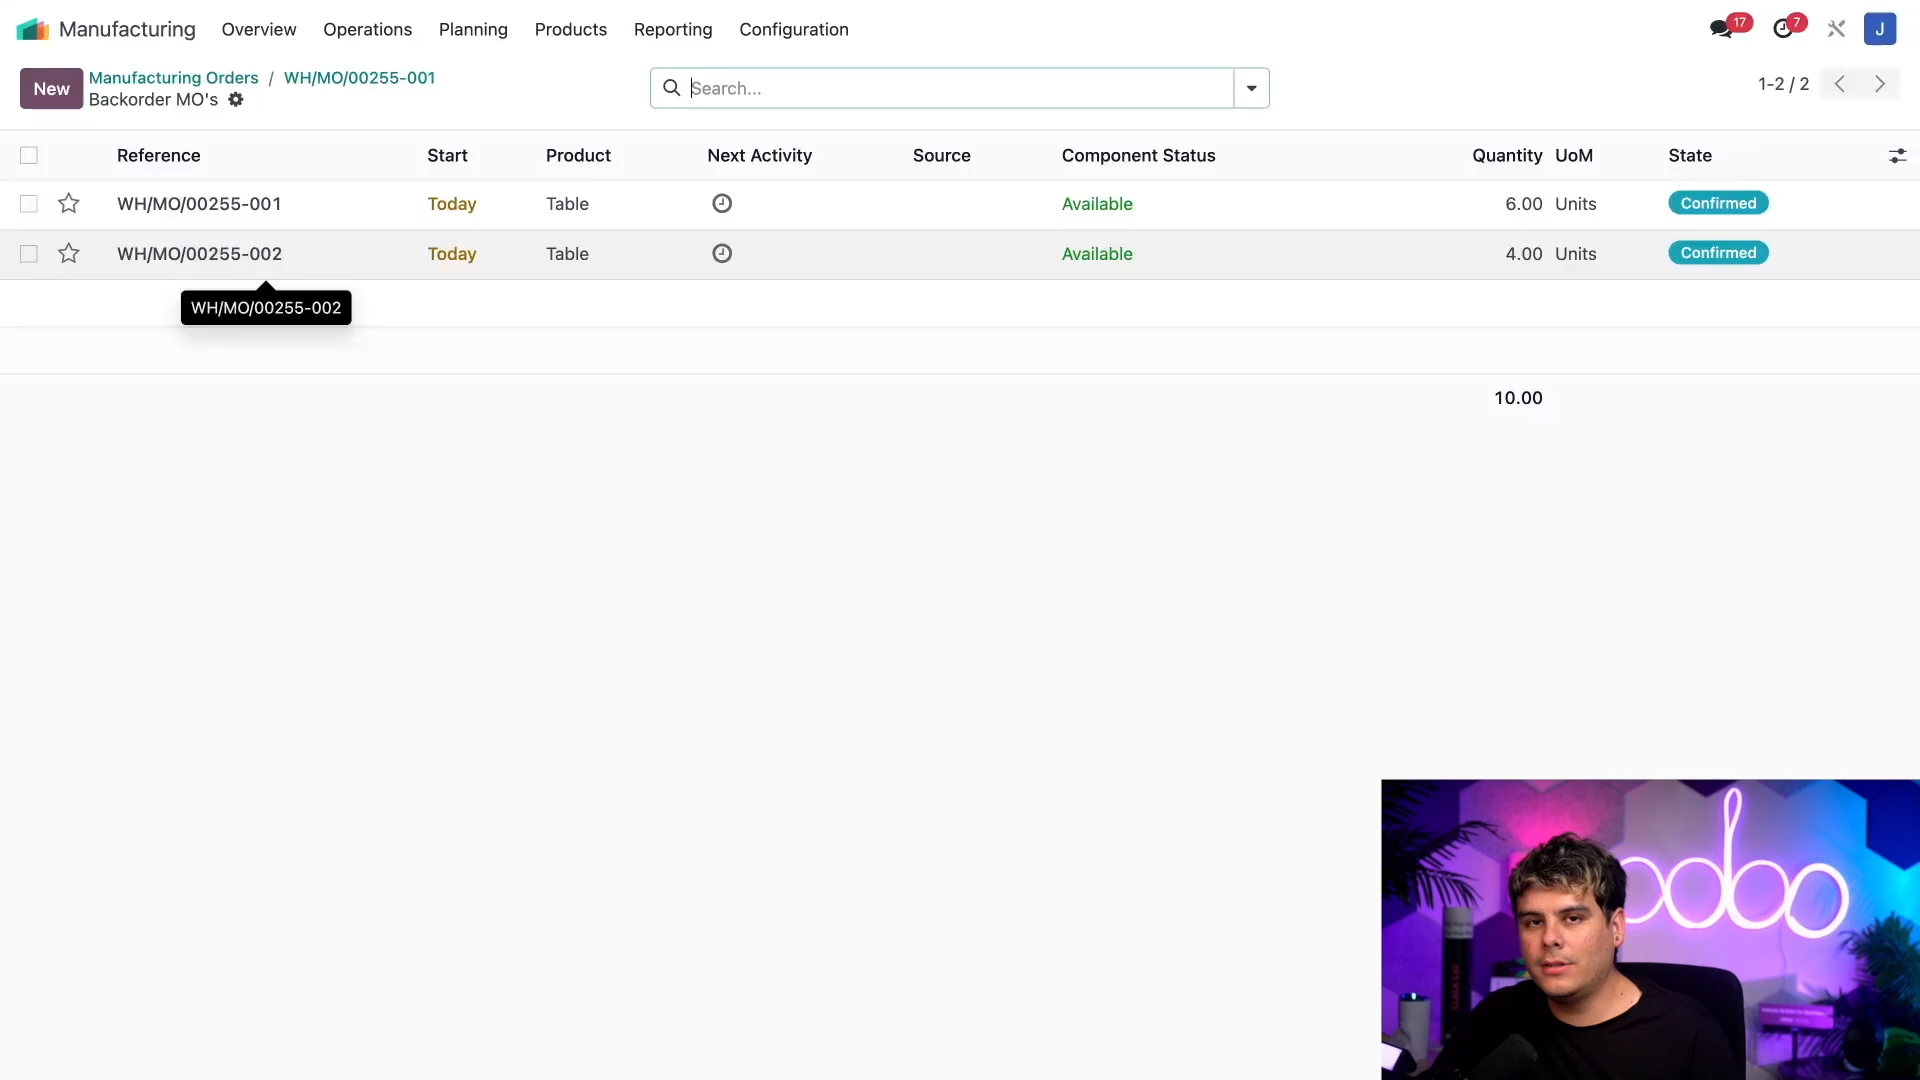 Manufacturing Overview Operations Planning Products Reporting Configuration 17 7 J
New Manufacturing Orders / WH/MO/00255-001
Backorder MO's
Search...
1-2 / 2
Reference Start Product Next Activity Source Component Status Quantity UoM State
WH/MO/00255-001 Today Table Available 6.00 Units Confirmed
WH/MO/00255-002 Today Table Available 4.00 Units Confirmed
WH/MO/00255-002
10.00
odoo